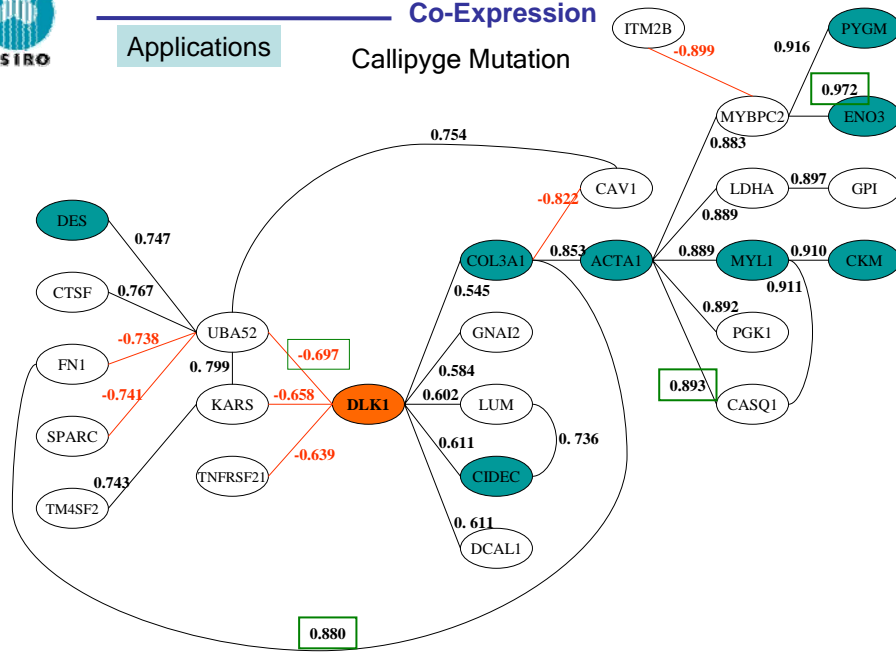 SIRO
Co-Expression
Applications
Callipyge Mutation
ITM2B
PYGM
-0.899
0.916
0.972
MYBPC2
ENO3
0.883
0.754
CAV1
LDHA
0.897
GPI
-0.822
0.889
DES
0.747
COL3A1
0.853
ACTA1
0.889
MYL1
0.910
CKM
0.911
0.545
CTSF
0.767
UBA52
GNAI2
0.892
PGK1
-0.738
-0.697
FN1
0. 799
0.584
-0.741
KARS
-0.658
DLK1
0.602
LUM
0.893
CASQ1
SPARC
-0.639
0.611
0. 736
0.743
TNFRSF21
CIDEC
TM4SF2
0. 611
DCAL1
0.880